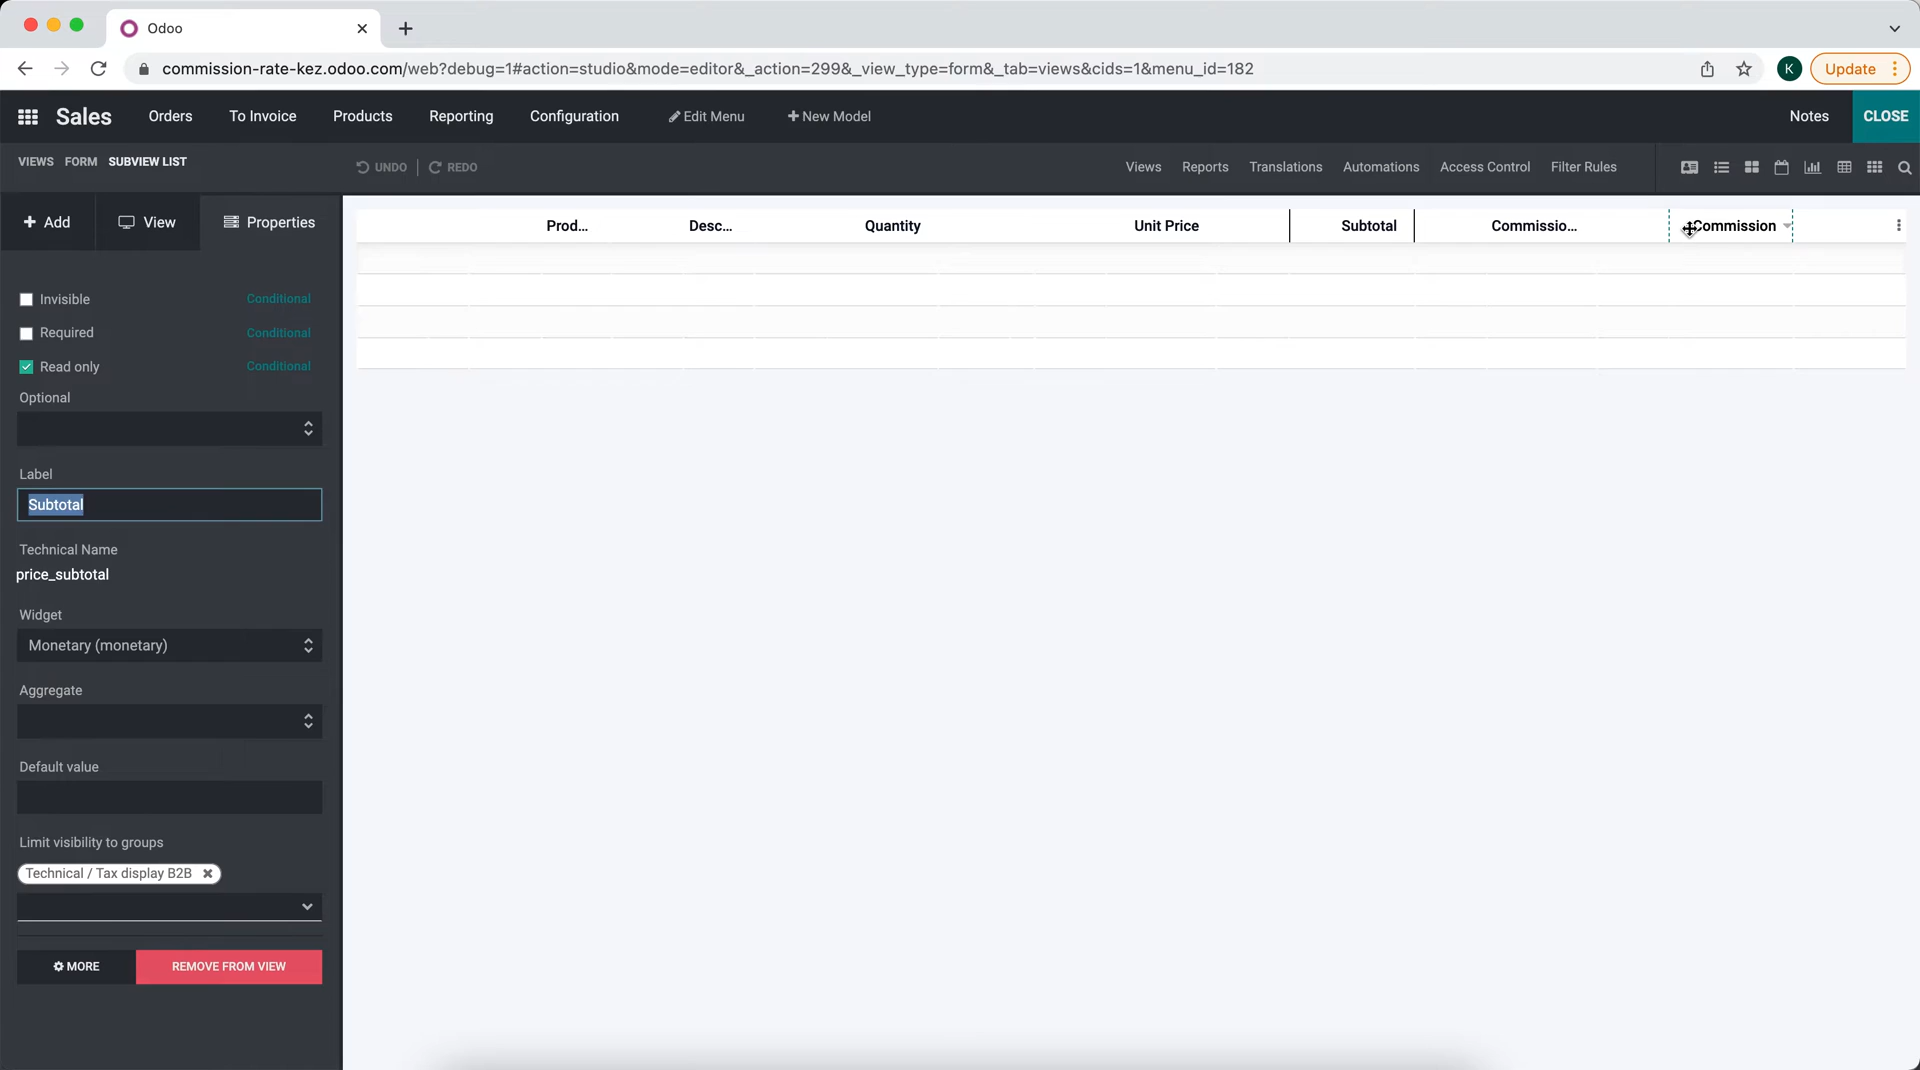 Odoo
commission-rate-kez.odoo.com/web?debug=1#action=studio&mode=editor&_action=299&_view_type=form&_tab=views&cids=1&menu_id=182
K
Update
Sales
Orders
To Invoice
Products
Reporting
Configuration
Edit Menu
New Model
Notes
CLOSE
VIEWS FORM SUBVIEW LIST
UNDO
REDO
Views
Reports
Translations
Automations
Access Control
Filter Rules
Add
View
Properties
Prod...
Desc...
Quantity
Unit Price
Subtotal
Commissio...
Commission
Invisible
Conditional
Required
Conditional
Read only
Conditional
Optional
Label
Subtotal
Technical Name
price_subtotal
Widget
Monetary (monetary)
Aggregate
Default value
Limit visibility to groups
Technical / Tax display B2B
MORE
REMOVE FROM VIEW